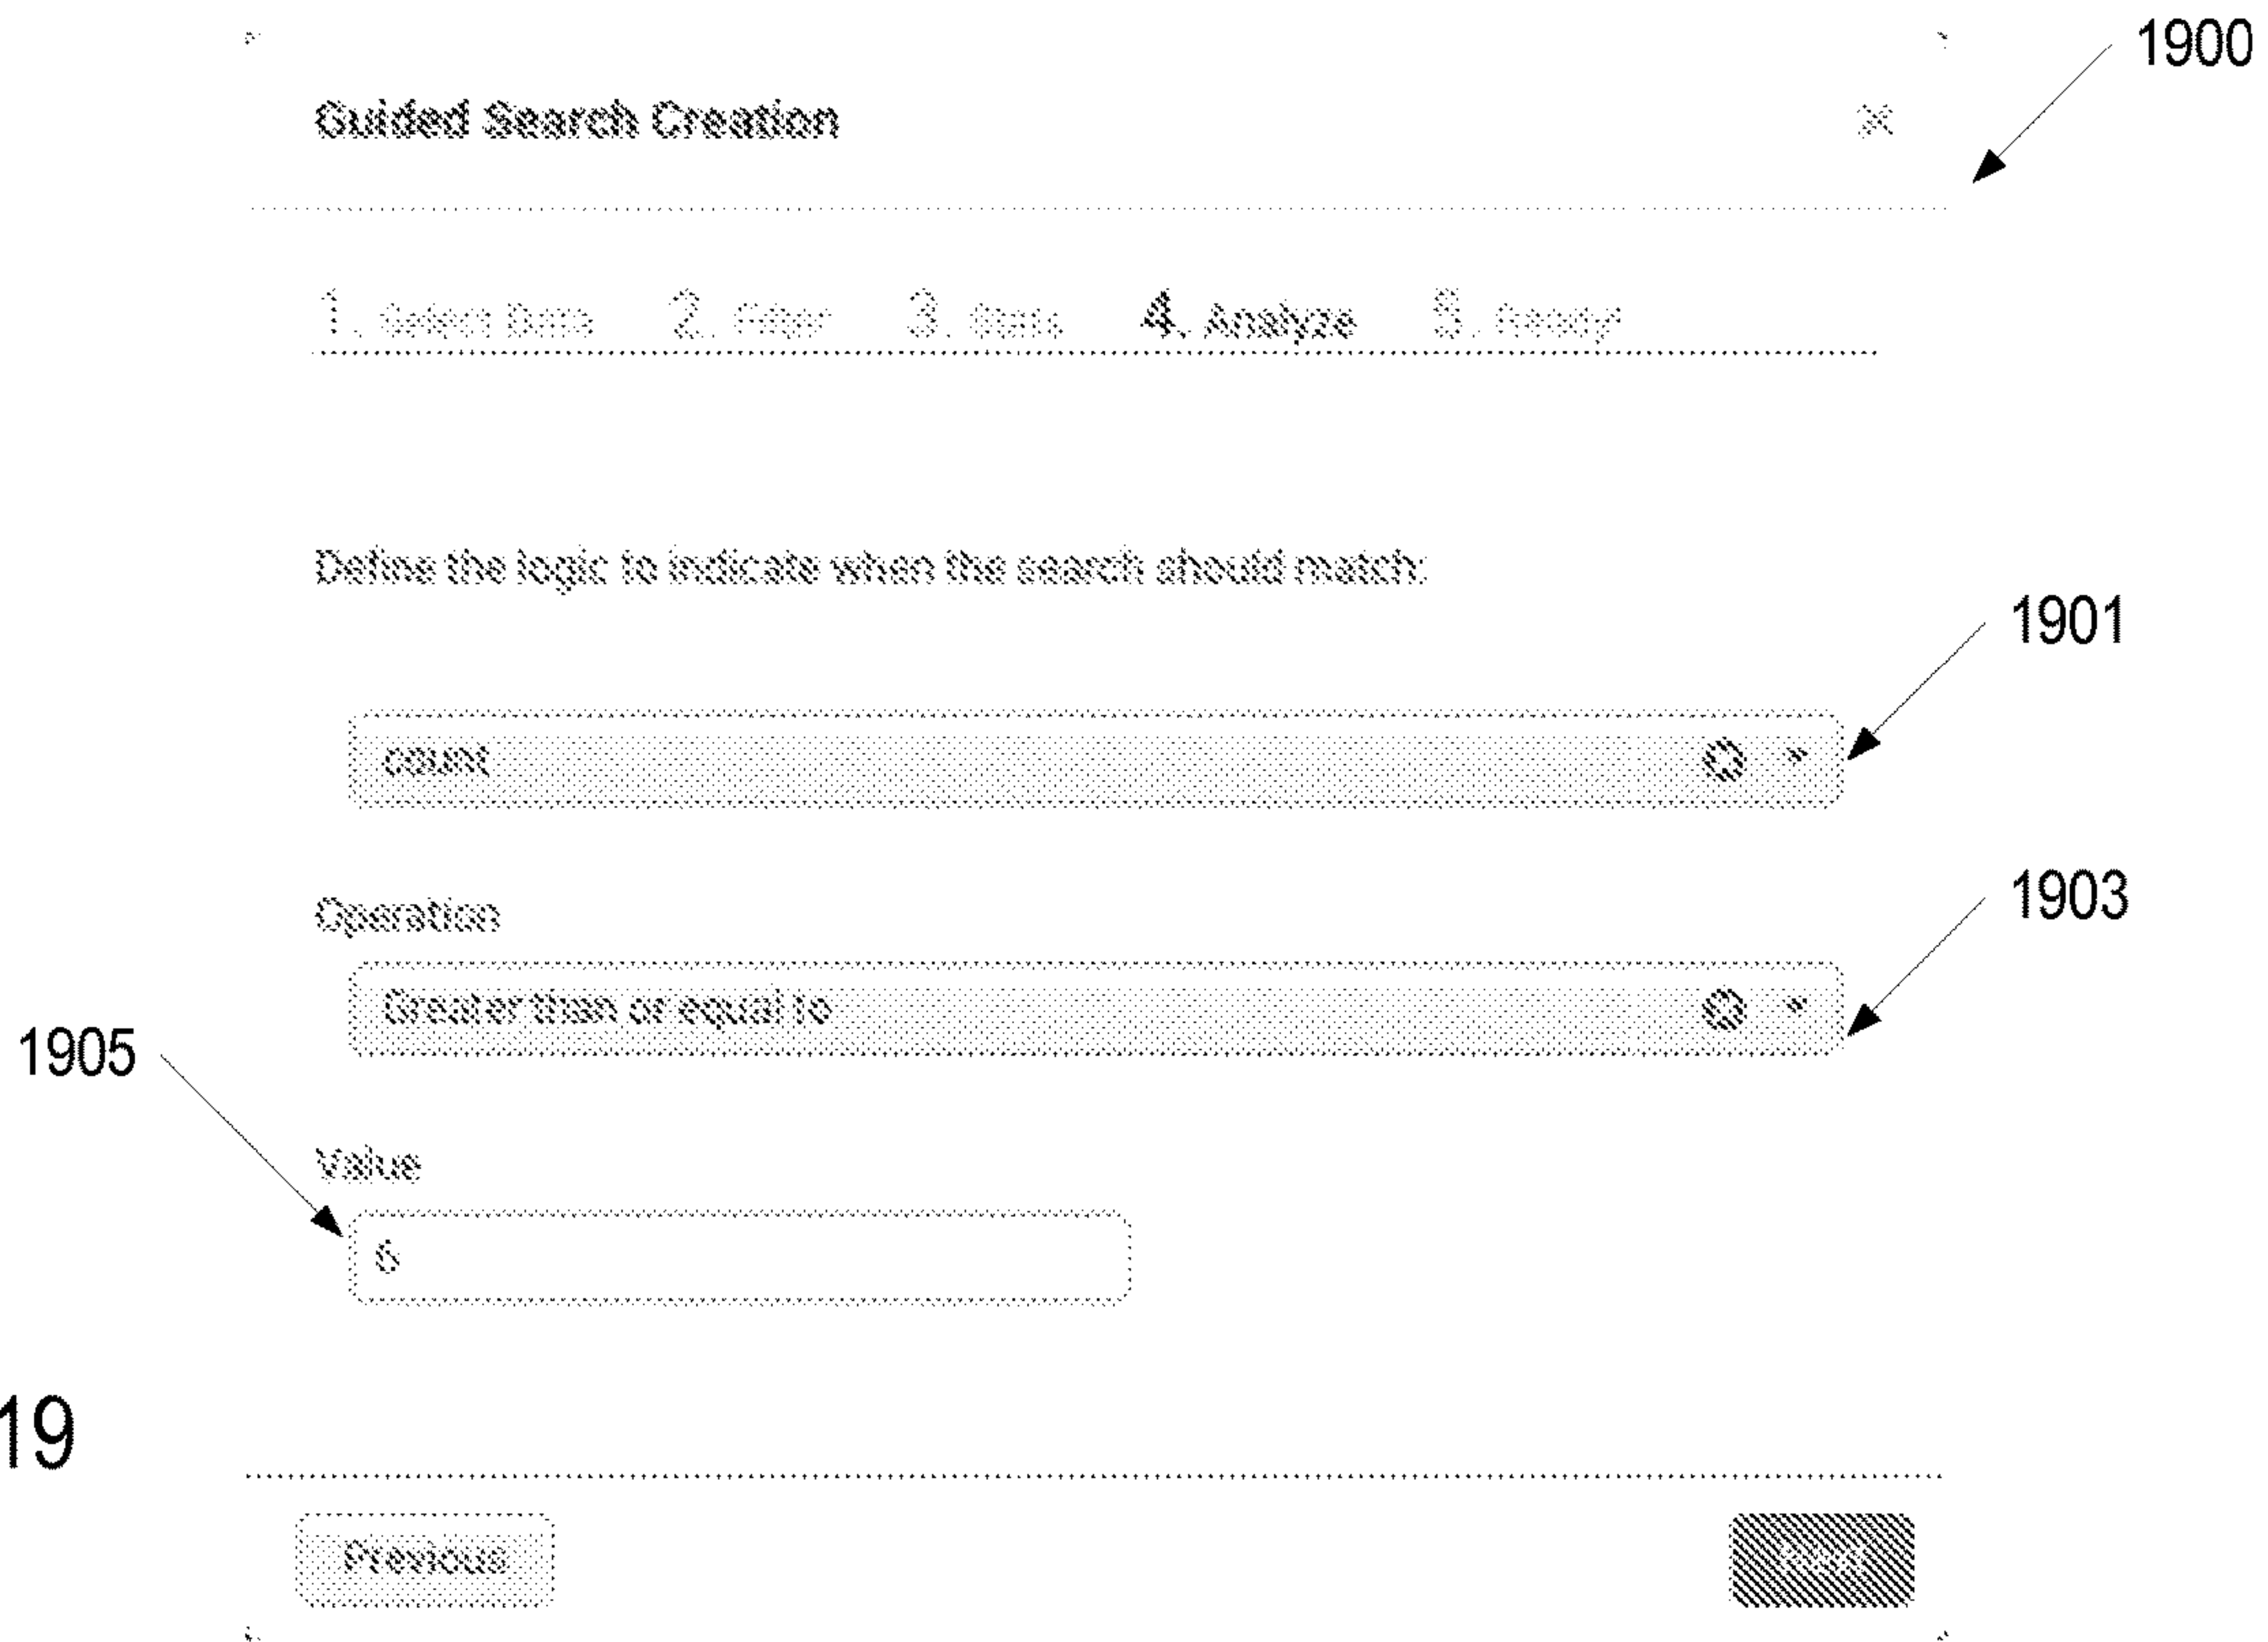 1900
Guided Search Creation
1. Select Data 2. Filter 3. Stats 4. Analyze 5. Ready!
Define the logic to indicate when the search should match:
1901
count
1903
Operation
Greater than or equal to
1905
Value
6
19
Previous